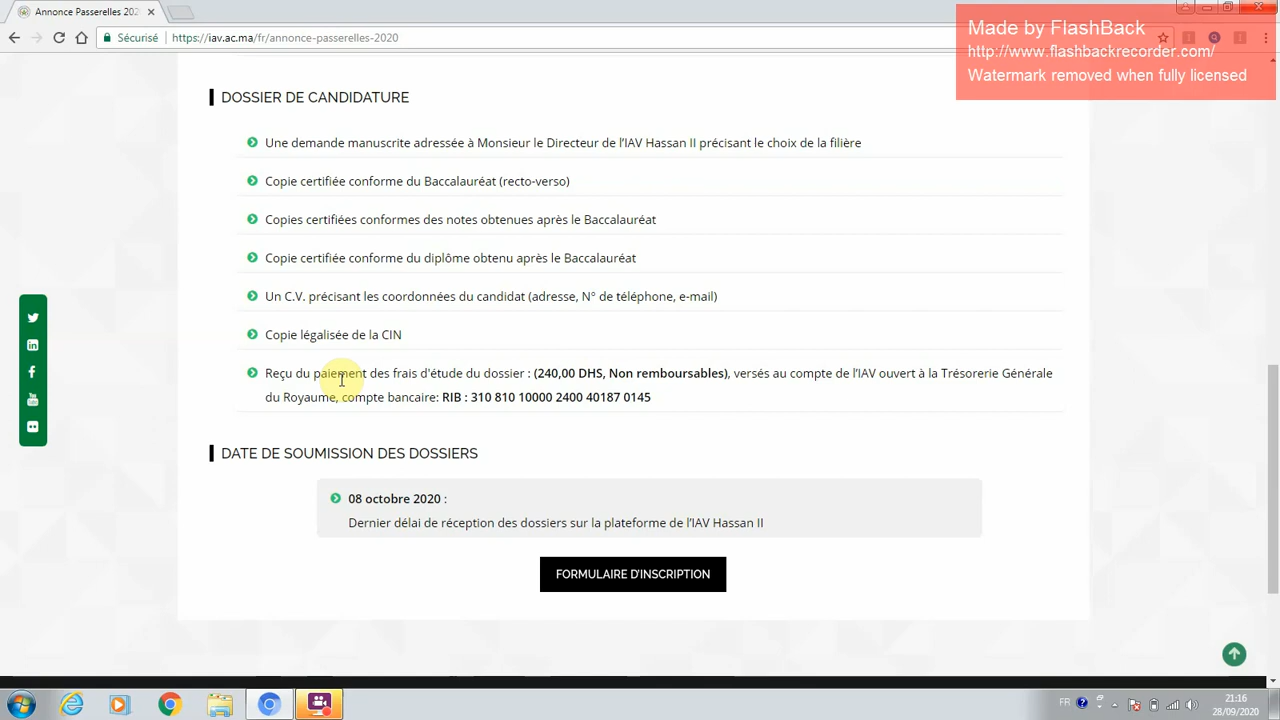 Annonce Passerelles 202
Made by FlashBack
http://www.flashbackrecorder.com/
Watermark removed when fully licensed
Sécurisé
https://iav.ac.ma/fr/annonce-passerelles-2020
DOSSIER DE CANDIDATURE
Une demande manuscrite adressée à Monsieur le Directeur de l'IAV Hassan II précisant le choix de la filière
Copie certifiée conforme du Baccalauréat (recto-verso)
Copies certifiées conformes des notes obtenues après le Baccalauréat
Copie certifiée conforme du diplôme obtenu après le Baccalauréat
Un C.V. précisant les coordonnées du candidat (adresse, N° de téléphone, e-mail)
Copie légalisée de la CIN
Reçu du paiement des frais d'étude du dossier : (240,00 DHS, Non remboursables), versés au compte de l'IAV ouvert à la Trésorerie Générale
du Royaume, compte bancaire: RIB : 310 810 10000 2400 40187 0145
DATE DE SOUMISSION DES DOSSIERS
08 octobre 2020 :
Dernier délai de réception des dossiers sur la plateforme de l'IAV Hassan II
FORMULAIRE D'INSCRIPTION
FR
21:16
28/09/2020